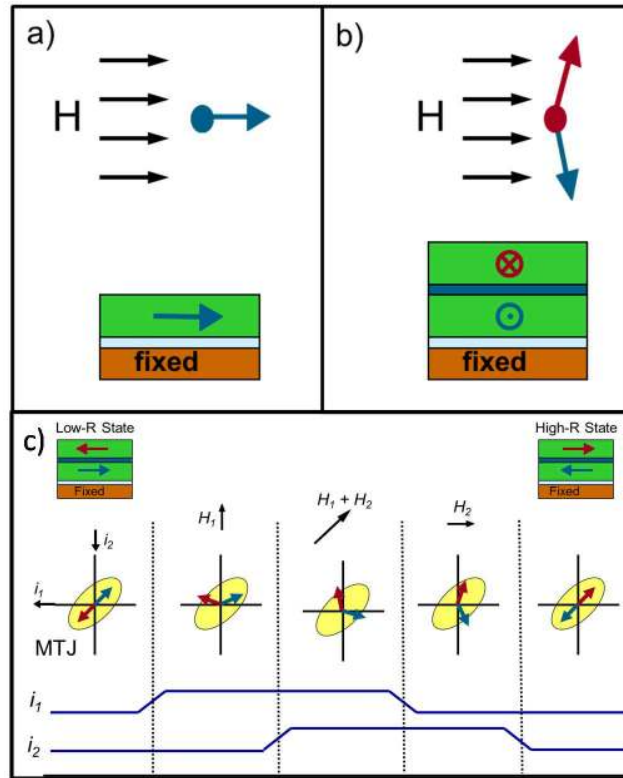 a)
H
fixed
b)
H
fixed
c)
Low-R State
Fixed
High-R State
Fixed
H₁
H₁ + H₂
H₂
i₂
i₁
MTJ
i₁
i₂